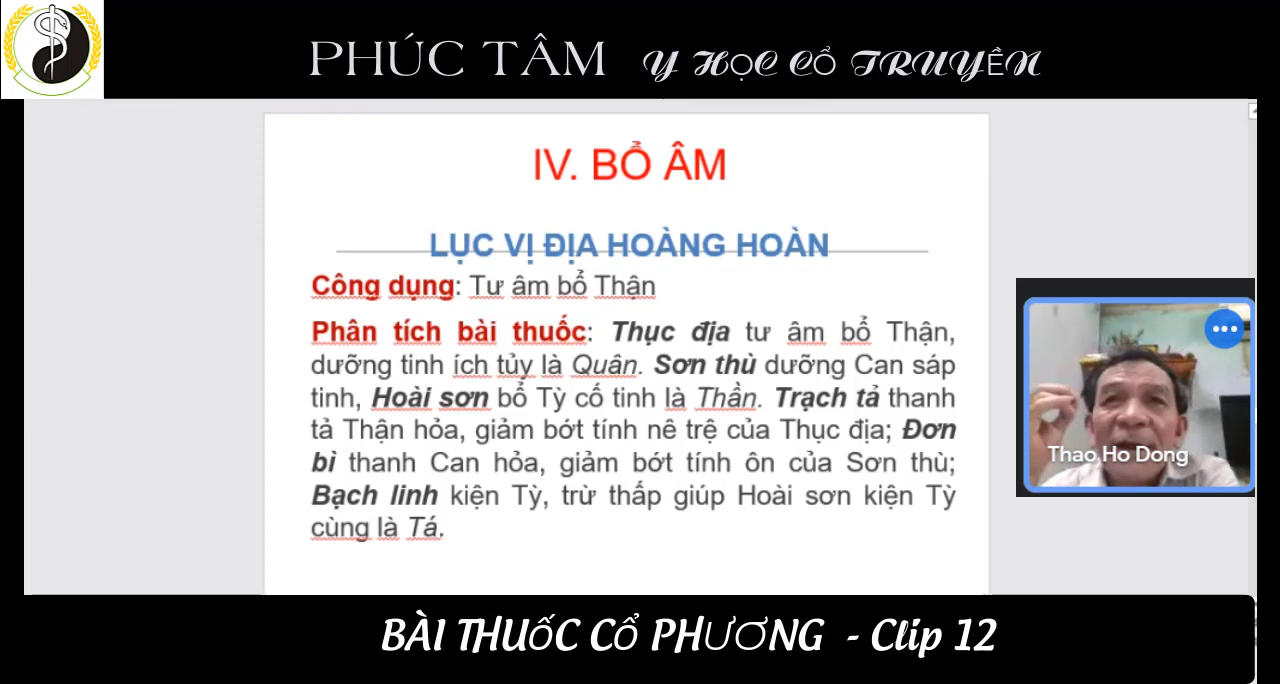 PHÚC TÂM Y HỌC CỔ TRUYỀN
IV. BỔ ÂM
LỤC VỊ ĐỊA HOÀNG HOÀN
Công dụng: Tư âm bổ Thận
Phân tích bài thuốc: Thục địa tư âm bổ Thận,
dưỡng tinh ích tủy là Quân. Sơn thù dưỡng Can sáp
tinh, Hoài sơn bổ Tỳ cố tinh là Thần. Trạch tả thanh
tả Thận hỏa, giảm bớt tính nê trệ của Thục địa; Đơn
bì thanh Can hỏa, giảm bớt tính ôn của Sơn thù;
Bạch linh kiện Tỳ, trừ thấp giúp Hoài sơn kiện Tỳ
cùng là Tá.
Thao Ho Dong
BÀI THUỐC CỔ PHƯƠNG - Clip 12